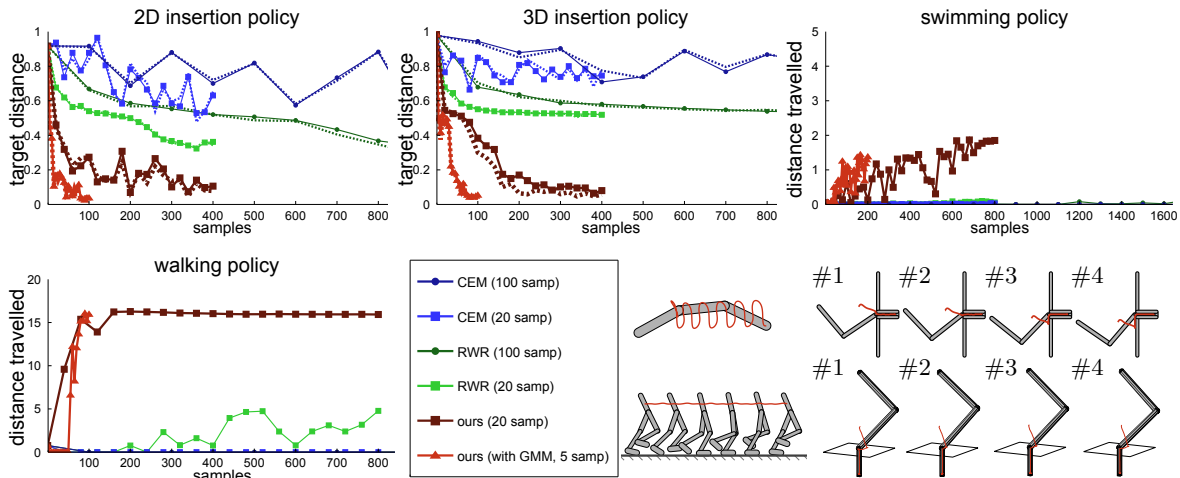 2D insertion policy
target distance
1
0.8
0.6
0.4
0.2
0
100 200 300 400 500 600 700 800
samples
3D insertion policy
target distance
1
0.8
0.6
0.4
0.2
0
100 200 300 400 500 600 700 800
samples
swimming policy
distance travelled
5
4
3
2
1
0
200 400 600 800 1000 1200 1400 1600
samples
walking policy
distance travelled
20
15
10
5
0
100 200 300 400 500 600 700 800
samples
CEM (100 samp)
CEM (20 samp)
RWR (100 samp)
RWR (20 samp)
ours (20 samp)
ours (with GMM, 5 samp)
#1 #2 #3 #4
#1 #2 #3 #4